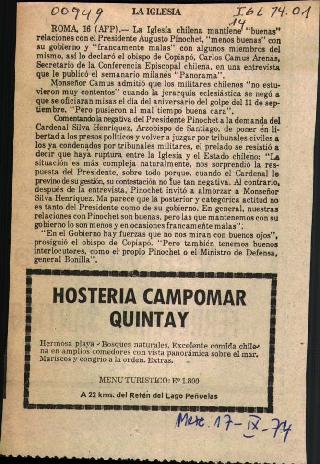 00949
LA IGLESIA
IGL 74.01
14
ROMA, 16 (AFP).— La Iglesia chilena mantiene "buenas"
relaciones con el Presidente Augusto Pinochet, "menos buenas" con
su gobierno y "francamente malas" con algunos miembros del
mismo, así lo declaró el obispo de Copiapó, Carlos Camus Arenas,
Secretario de la Conferencia Episcopal chilena, en una entrevista
que le publicó el semanario milanés "Panorama".
Monseñor Camus admitió que los militares chilenos "no es-
tuvieron muy contentos" cuando la jerarquía eclesiástica se negó a
que se oficiaran misas el día del aniversario del golpe del 11 de sep-
tiembre. "Pero pusieron al mal tiempo buena cara".
Comentando la negativa del Presidente Pinochet a la demanda del
Cardenal Silva Henríquez, Arzobispo de Santiago, de poner en li-
bertad a los presos políticos y volver a juzgar por tribunales civiles a
los ya condenados por tribunales militares, el prelado se resistió a
decir que haya ruptura entre la Iglesia y el Estado chileno: "La
situación es más compleja naturalmente, nos sorprendió la res-
puesta del Presidente, sobre todo porque, cuando el Cardenal le
previno de su gestión, su contestación no fue tan negativa. Al contrario,
después de la entrevista, Pinochet invitó a almorzar a Monseñor
Silva Henríquez. Me parece que la posterior y categórica actitud no
es tanto del Presidente como de su gobierno. En general, nuestras
relaciones con Pinochet son buenas, pero las que mantenemos con su
gobierno lo son menos y en ocasiones francamente malas".
"En el Gobierno hay fuerzas que no nos miran con buenos ojos",
prosiguió el obispo de Copiapó. "Pero también tenemos buenos
interlocutores, como el propio Pinochet o el Ministro de Defensa,
general Bonilla".
HOSTERIA CAMPOMAR
QUINTAY
Hermosa playa - Bosques naturales. Excelente comida chile-
na en amplios comedores con vista panorámica sobre el mar.
Mariscos y congrio a la orden. Extras.
MENU TURISTICO: Eº 1.800
A 22 kms. del Retén del Lago Peñuelas
Merc. 17-IX-74